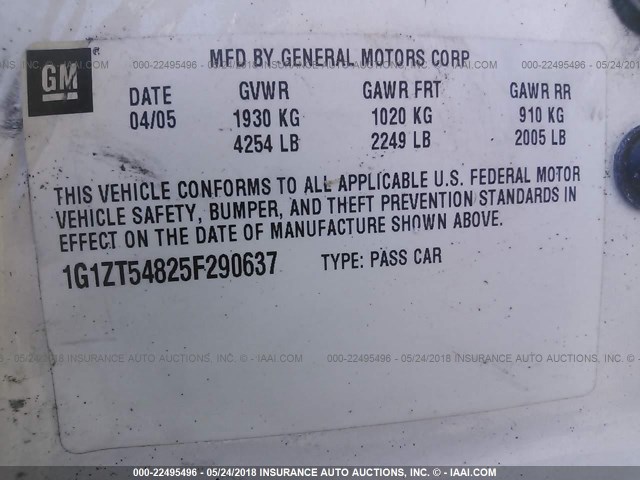 GM ®
MFD BY GENERAL MOTORS CORP
DATE GVWR GAWR FRT GAWR RR
04/05 1930 KG 1020 KG 910 KG
4254 LB 2249 LB 2005 LB
THIS VEHICLE CONFORMS TO ALL APPLICABLE U.S. FEDERAL MOTOR
VEHICLE SAFETY, BUMPER, AND THEFT PREVENTION STANDARDS IN
EFFECT ON THE DATE OF MANUFACTURE SHOWN ABOVE.
1G1ZT54825F290637 TYPE: PASS CAR
000-22495496 - 05/24/2018 INSURANCE AUTO AUCTIONS, INC. © - IAAI.COM